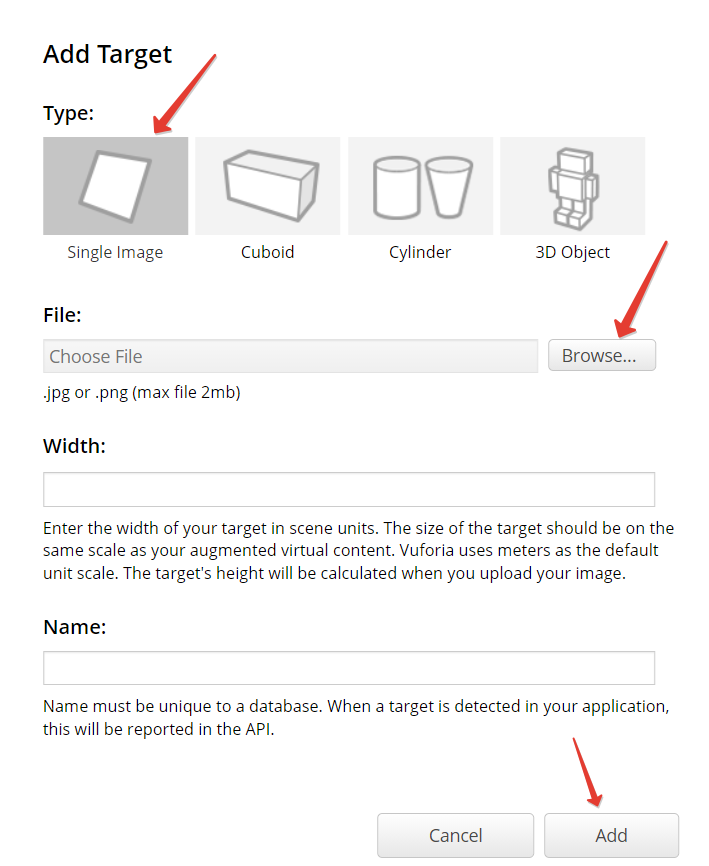 Add Target
Type:
Single Image
Cuboid
Cylinder
3D Object
File:
Choose File
Browse...
.jpg or .png (max file 2mb)
Width:
Enter the width of your target in scene units. The size of the target should be on the
same scale as your augmented virtual content. Vuforia uses meters as the default
unit scale. The target's height will be calculated when you upload your image.
Name:
Name must be unique to a database. When a target is detected in your application,
this will be reported in the API.
Cancel
Add